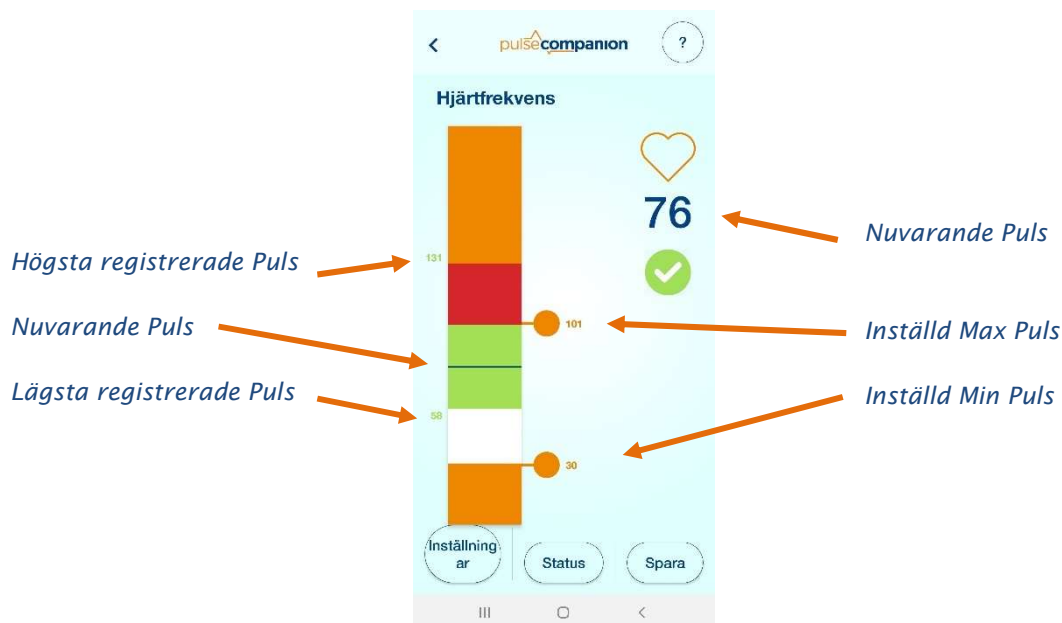 pulsecompanion
?
Hjärtfrekvens
76
Nuvarande Puls
Högsta registrerade Puls
131
Nuvarande Puls
101
Inställd Max Puls
Lägsta registrerade Puls
58
Inställd Min Puls
30
Inställning
ar
Status
Spara